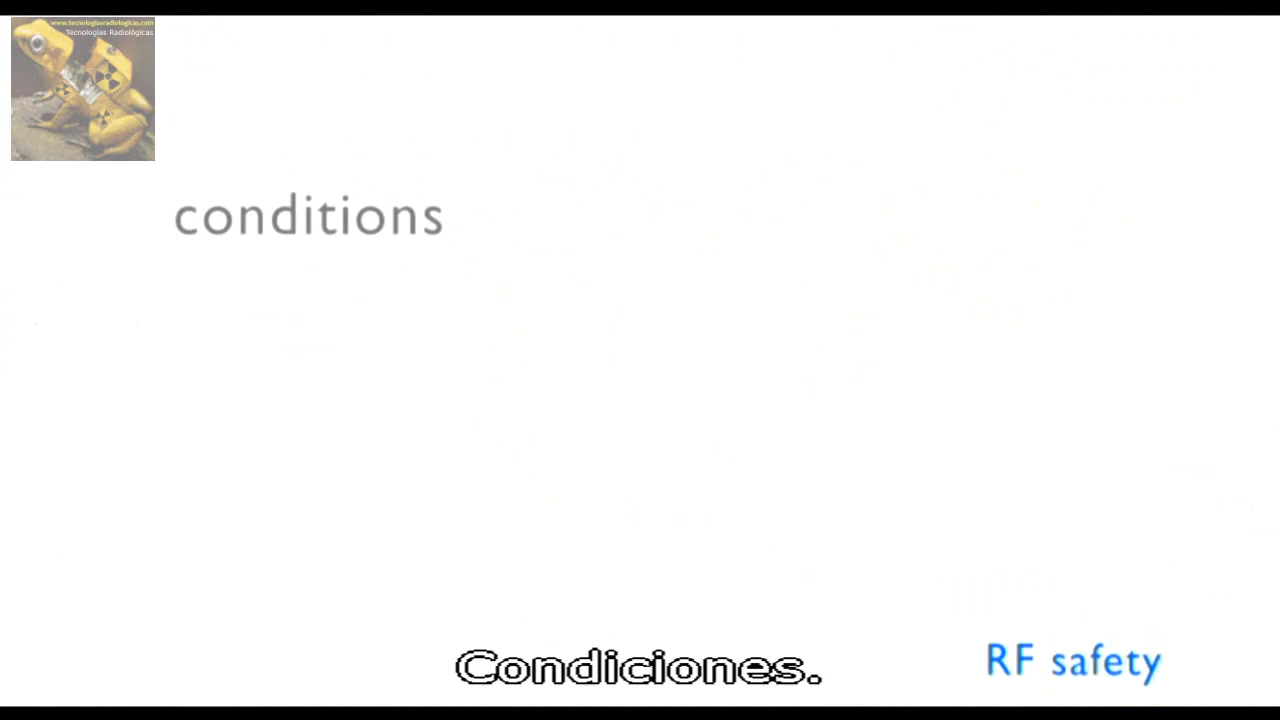 www.tecnologiasradiologicas.com
Tecnologías Radiológicas
conditions
Condiciones.
RF safety